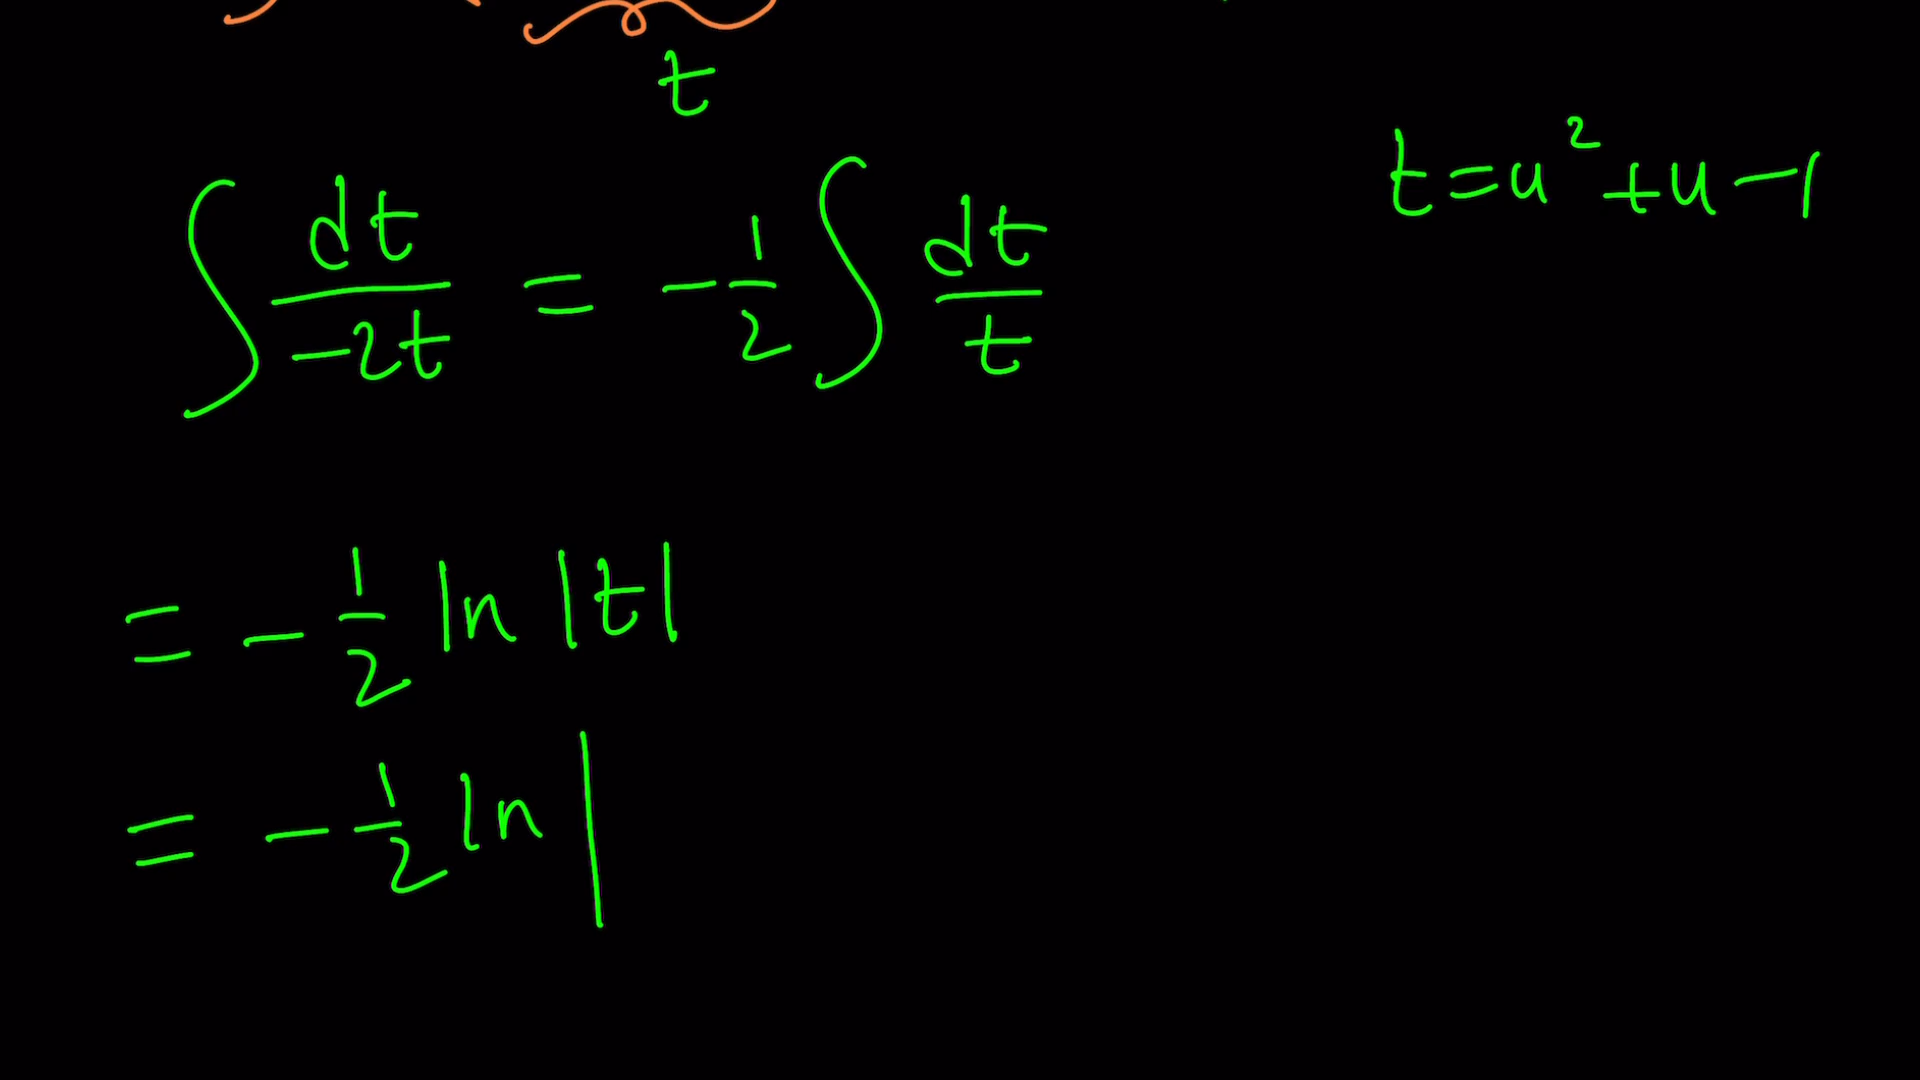 t
t=u²+u-1
∫ dt/-2t = -1/2 ∫ dt/t
= -1/2 ln |t|
= -1/2 ln |